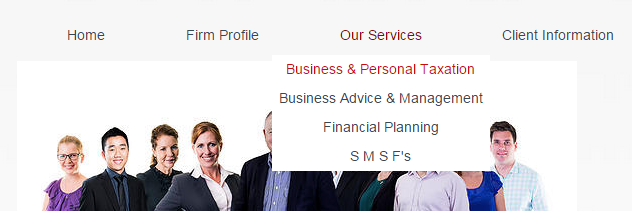 Home Firm Profile Our Services Client Information
Business & Personal Taxation
Business Advice & Management
Financial Planning
S M S F's